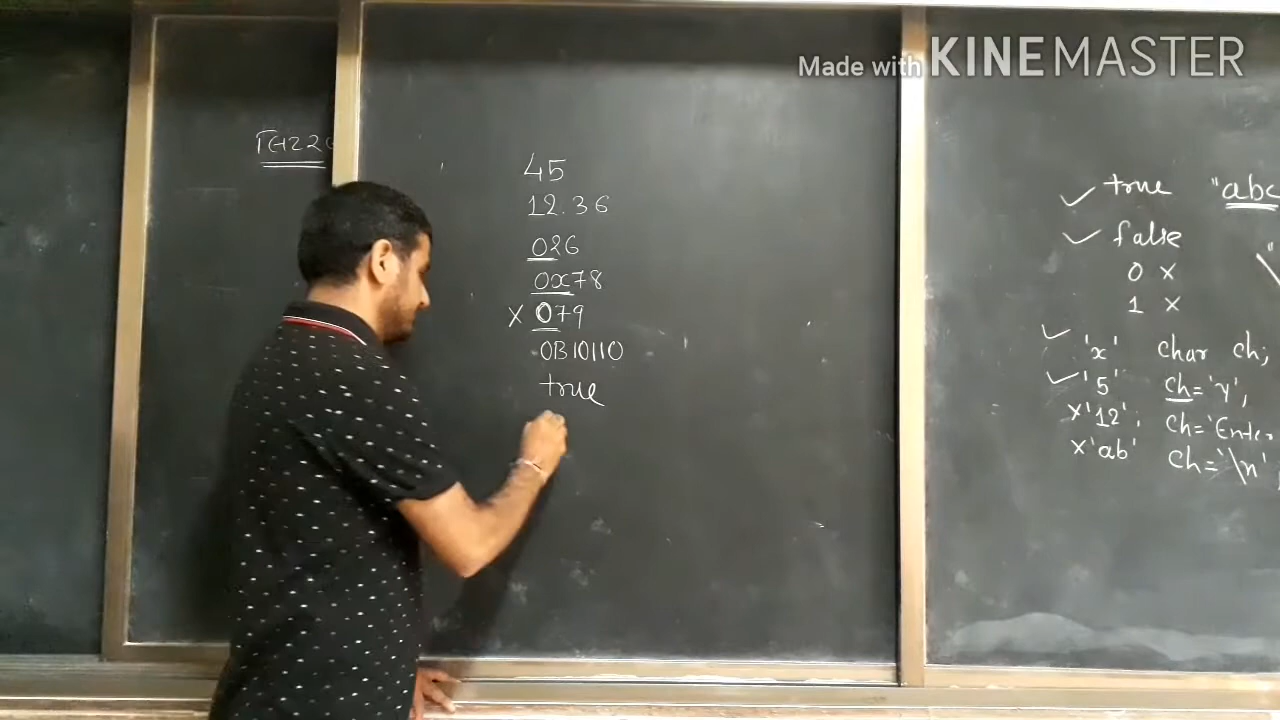 Made with KINEMASTER
45
12.36
026
0x78
X 079
0B10110
true
✓ true "abc
✓ false
0 x
1 x
✓ 'x' char ch;
✓ '5' ch='y',
x '12'; ch='Enter
x 'ab' ch='\n'